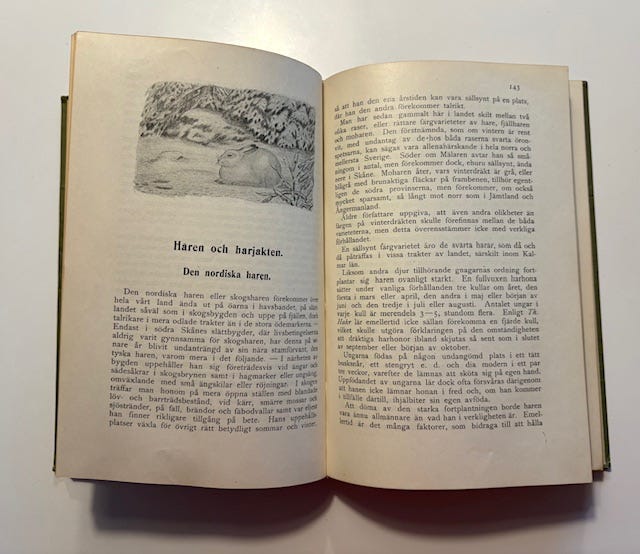 Haren och harjakten.
Den nordiska haren.
Den nordiska haren eller skogsharen förekommer öfver
hela vårt land ända ut på öarna i havsbandet, på slätt-
landet såväl som i skogsbygden och uppe på fjällen, dock
talrikare i mera odlade trakter än i de stora ödemarkerna. —
Endast i södra Skånes slättbygder, där livsbetingelserna
aldrig varit gynnsamma för skogsharen, har denna på se-
nare år blivit undanträngd av sin nära stamförvant, den
tyska haren, varom mera i det följande. — I närheten av
bygden uppehåller han sig företrädesvis vid ängar och
sädesåkrar i skogsbrynen samt i hagmarker eller ungskog,
omväxlande med små ängskilar eller röjningar. I skogen
träffar man honom på mera öppna ställen med blandade
löv- och barrträdsbestånd, vid kärr, smärre mossar och
sjöstränder, på fall, brändor och fäbodvallar samt var eljest
han finner rikligare tillgång på bete. Hans uppehålls-
platser växla för övrigt rätt betydligt sommar och vinter,
143
så att han den ena årstiden kan vara sällsynt på en plats,
där han den andra förekommer talrikt.
Man har sedan gammalt här i landet skilt mellan två
olika raser, eller rättare färgvarieteter av hare, fjällharen
och moharen. Den förstnämnda, som om vintern är rent
vit, med undantag av de hos båda raserna svarta öron-
spetsarna, kan sägas vara allenahärskande i hela norra och
mellersta Sverige. Söder om Mälaren avtar han så små-
ningom i antal, men förekommer dock, ehuru sällsynt, ända
nere i Skåne. Moharen åter, vars vinterdräkt är grå, eller
blågrå med brunaktiga fläckar på frambenen, tillhör egent-
ligen de södra provinserna, men förekommer, om också
mycket sparsamt, så långt mot norr som i Jämtland och
Ångermanland.
Äldre författare uppgiva, att även andra olikheter än
färgen på vinterdräkten skulle förefinnas mellan de båda
varieteterna, men detta överensstämmer icke med verkliga
förhållandet.
En sällsynt färgvarietet äro de svarta harar, som då och
då påträffas i vissa trakter av landet, särskilt inom Kal-
mar län.
Liksom andra djur tillhörande gnagarnas ordning fort-
plantar sig haren ovanligt starkt. En fullvuxen harhona
sätter under vanliga förhållanden tre kullar om året, den
första i mars eller april, den andra i maj eller början av
juni och den tredje i juli eller augusti. Antalet ungar i
varje kull är merendels 3—5, stundom flera. Enligt Th.
Hahr lär emellertid icke sällan förekomma en fjärde kull,
vilket skulle utgöra förklaringen på den omständigheten
att dräktiga harhonor ibland skjutas så sent som i slutet
av september eller början av oktober.
Ungarna födas på någon undangömd plats i ett tätt
busksnår, ett stengryt e. d. och dia modern i ett par
tre veckor, varefter de lämnas att sköta sig på egen hand.
Uppfödandet av ungarna lär dock ofta försvåras därigenom
att hanen icke lämnar honan i fred och, om han kommer
i tillfälle därtill, ihjälbiter sin egen avföda.
Att döma av den starka fortplantningen borde haren
vara ännu allmännare än vad han i verkligheten är. Emel-
lertid är det många faktorer, som bidraga till att hålla